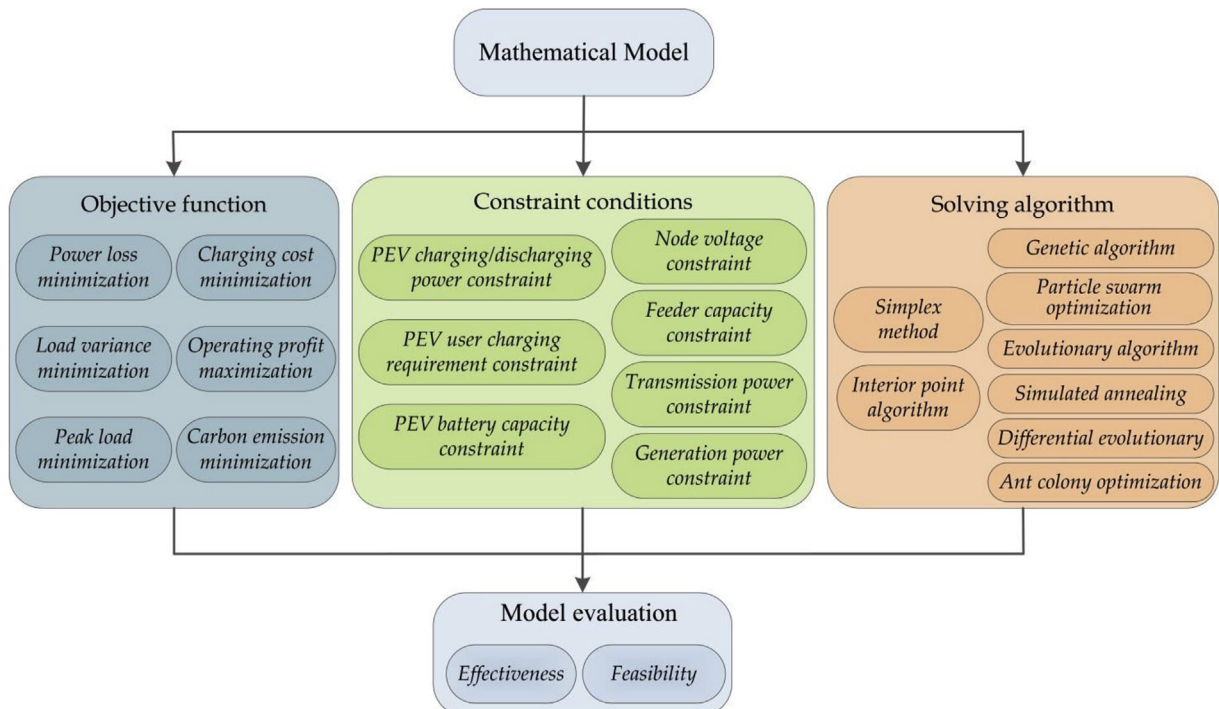 Mathematical Model
Objective function
Power loss
minimization
Charging cost
minimization
Load variance
minimization
Operating profit
maximization
Peak load
minimization
Carbon emission
minimization
Constraint conditions
PEV charging/discharging
power constraint
PEV user charging
requirement constraint
PEV battery capacity
constraint
Node voltage
constraint
Feeder capacity
constraint
Transmission power
constraint
Generation power
constraint
Solving algorithm
Simplex
method
Interior point
algorithm
Genetic algorithm
Particle swarm
optimization
Evolutionary algorithm
Simulated annealing
Differential evolutionary
Ant colony optimization
Model evaluation
Effectiveness
Feasibility